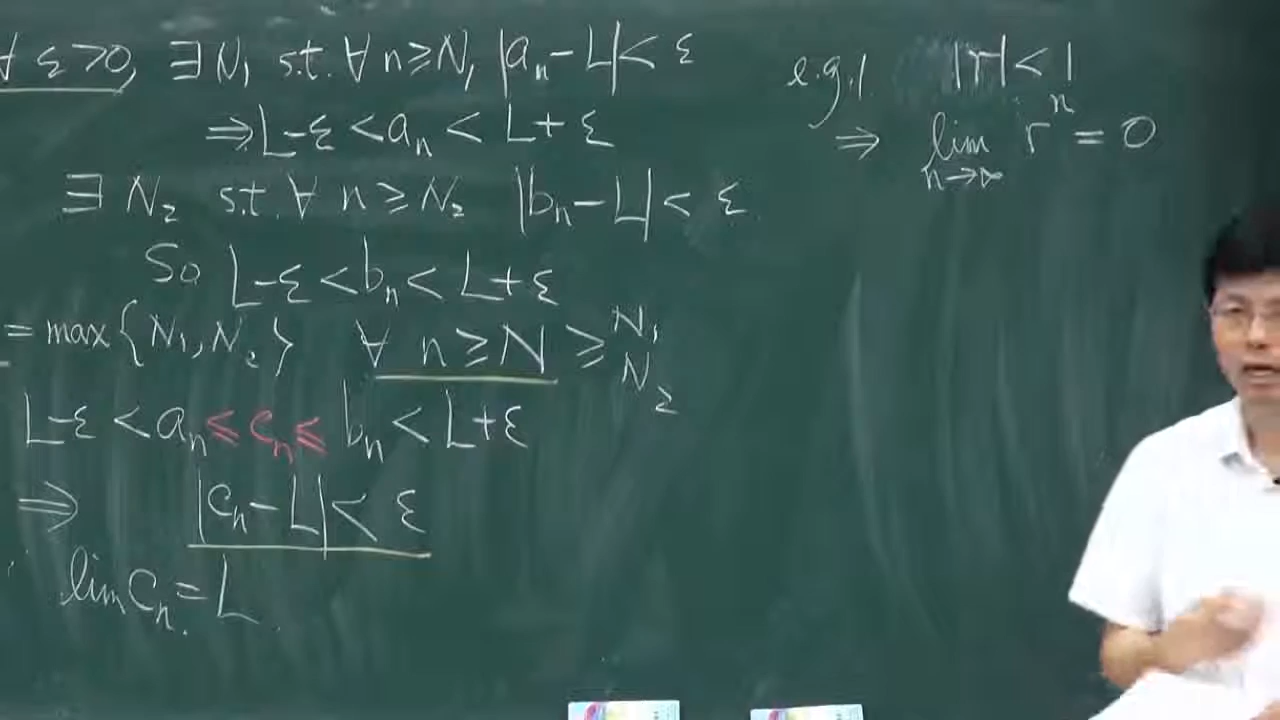 ∀ ε>0, ∃ N₁ s.t. ∀ n≥N₁ |aₙ-L|< ε
⇒ L-ε <aₙ < L+ε
∃ N₂ s.t. ∀ n≥N₂ |bₙ-L|< ε
So L-ε<bₙ< L+ε
=max{N₁,N₂} ∀ n≥N ≥ N₁
N₂
L-ε <aₙ≤ cₙ≤ bₙ< L+ε
⇒ |cₙ-L|< ε
lim cₙ=L.
e.g.1. |r|<1
⇒ lim rⁿ = 0
n→∞